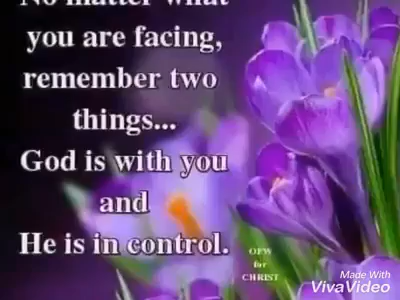 No matter what
you are facing,
remember two
things...
God is with you
and
He is in control.
OFW
for
CHRIST
Made With
VivaVideo